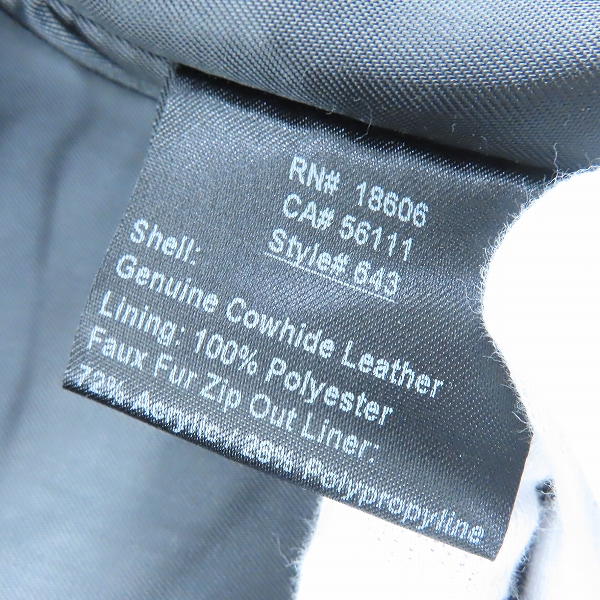 RN# 18606
CA# 56111
Style# 643
Shell:
Genuine Cowhide Leather
Lining: 100% Polyester
Faux Fur Zip Out Liner:
72% Acrylic / 28% Polypropyline